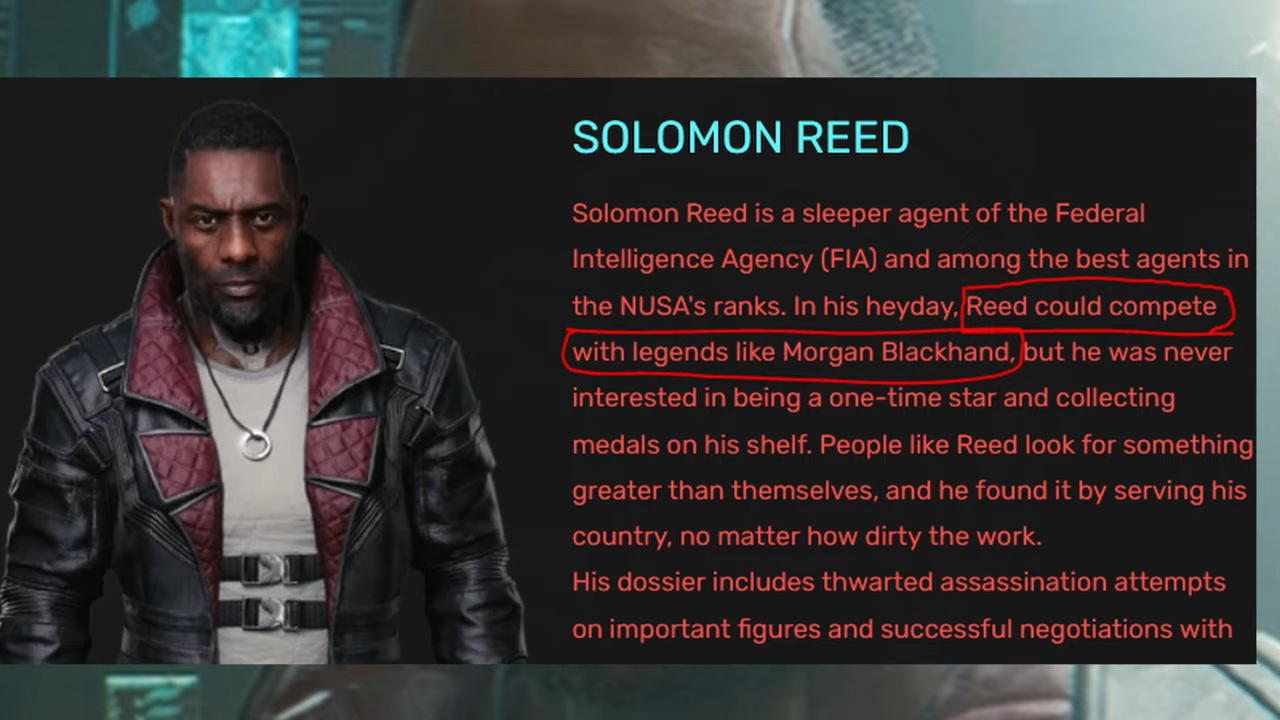 SOLOMON REED
Solomon Reed is a sleeper agent of the Federal
Intelligence Agency (FIA) and among the best agents in
the NUSA's ranks. In his heyday, Reed could compete
with legends like Morgan Blackhand, but he was never
interested in being a one-time star and collecting
medals on his shelf. People like Reed look for something
greater than themselves, and he found it by serving his
country, no matter how dirty the work.
His dossier includes thwarted assassination attempts
on important figures and successful negotiations with